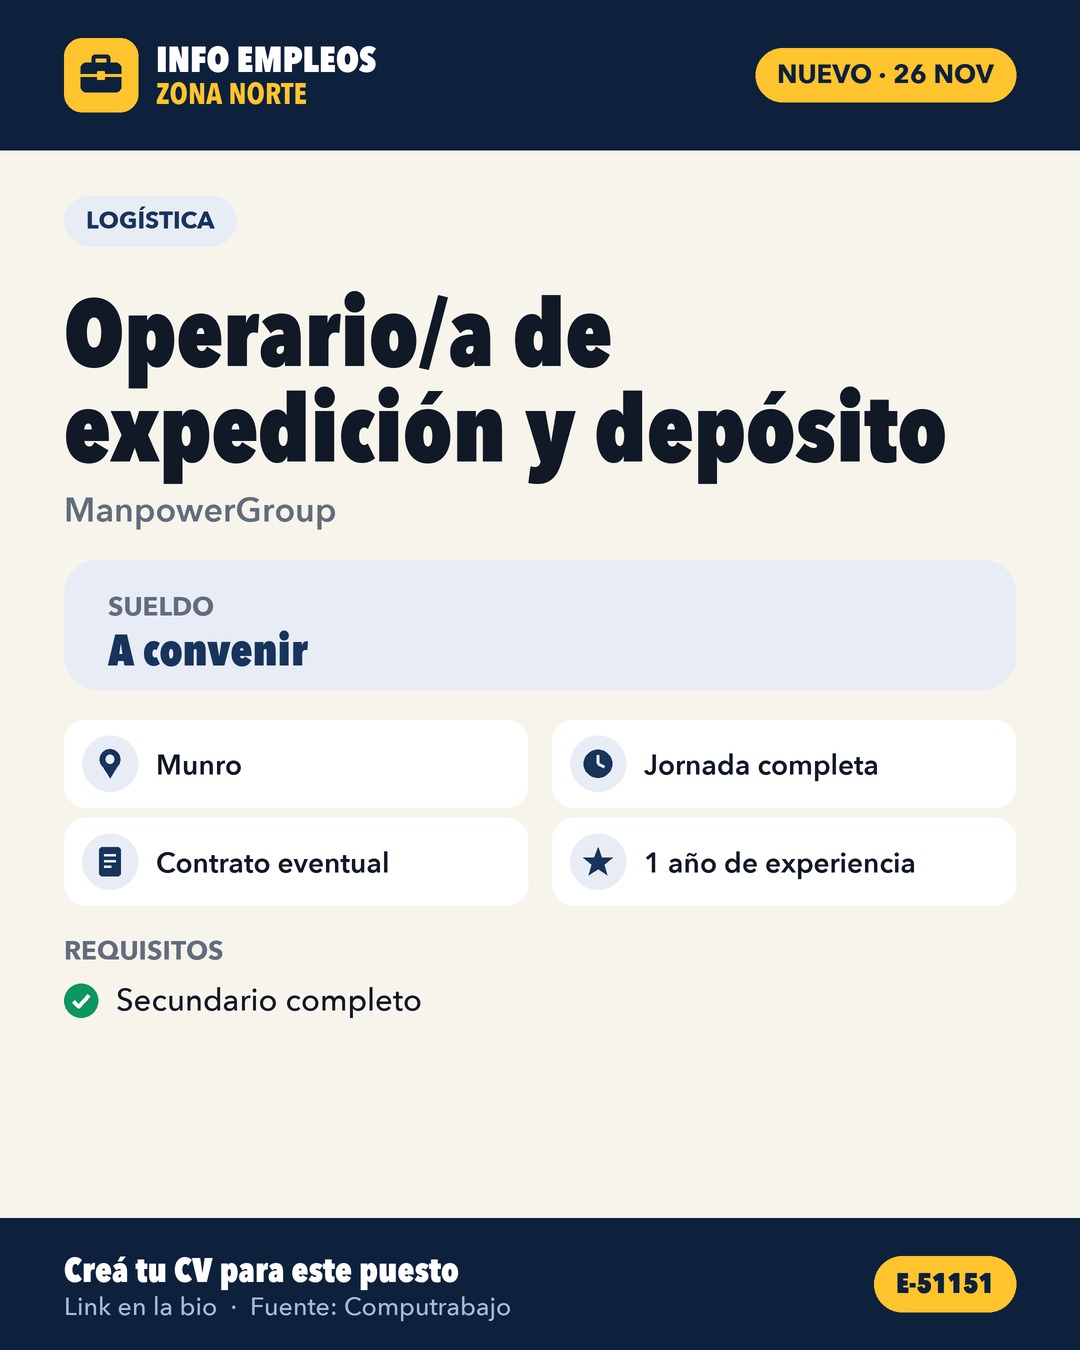 INFO EMPLEOS
ZONA NORTE
NUEVO · 26 NOV
LOGÍSTICA
Operario/a de
expedición y depósito
ManpowerGroup
SUELDO
A convenir
Munro
Jornada completa
Contrato eventual
1 año de experiencia
REQUISITOS
Secundario completo
Creá tu CV para este puesto
Link en la bio · Fuente: Computrabajo
E-51151